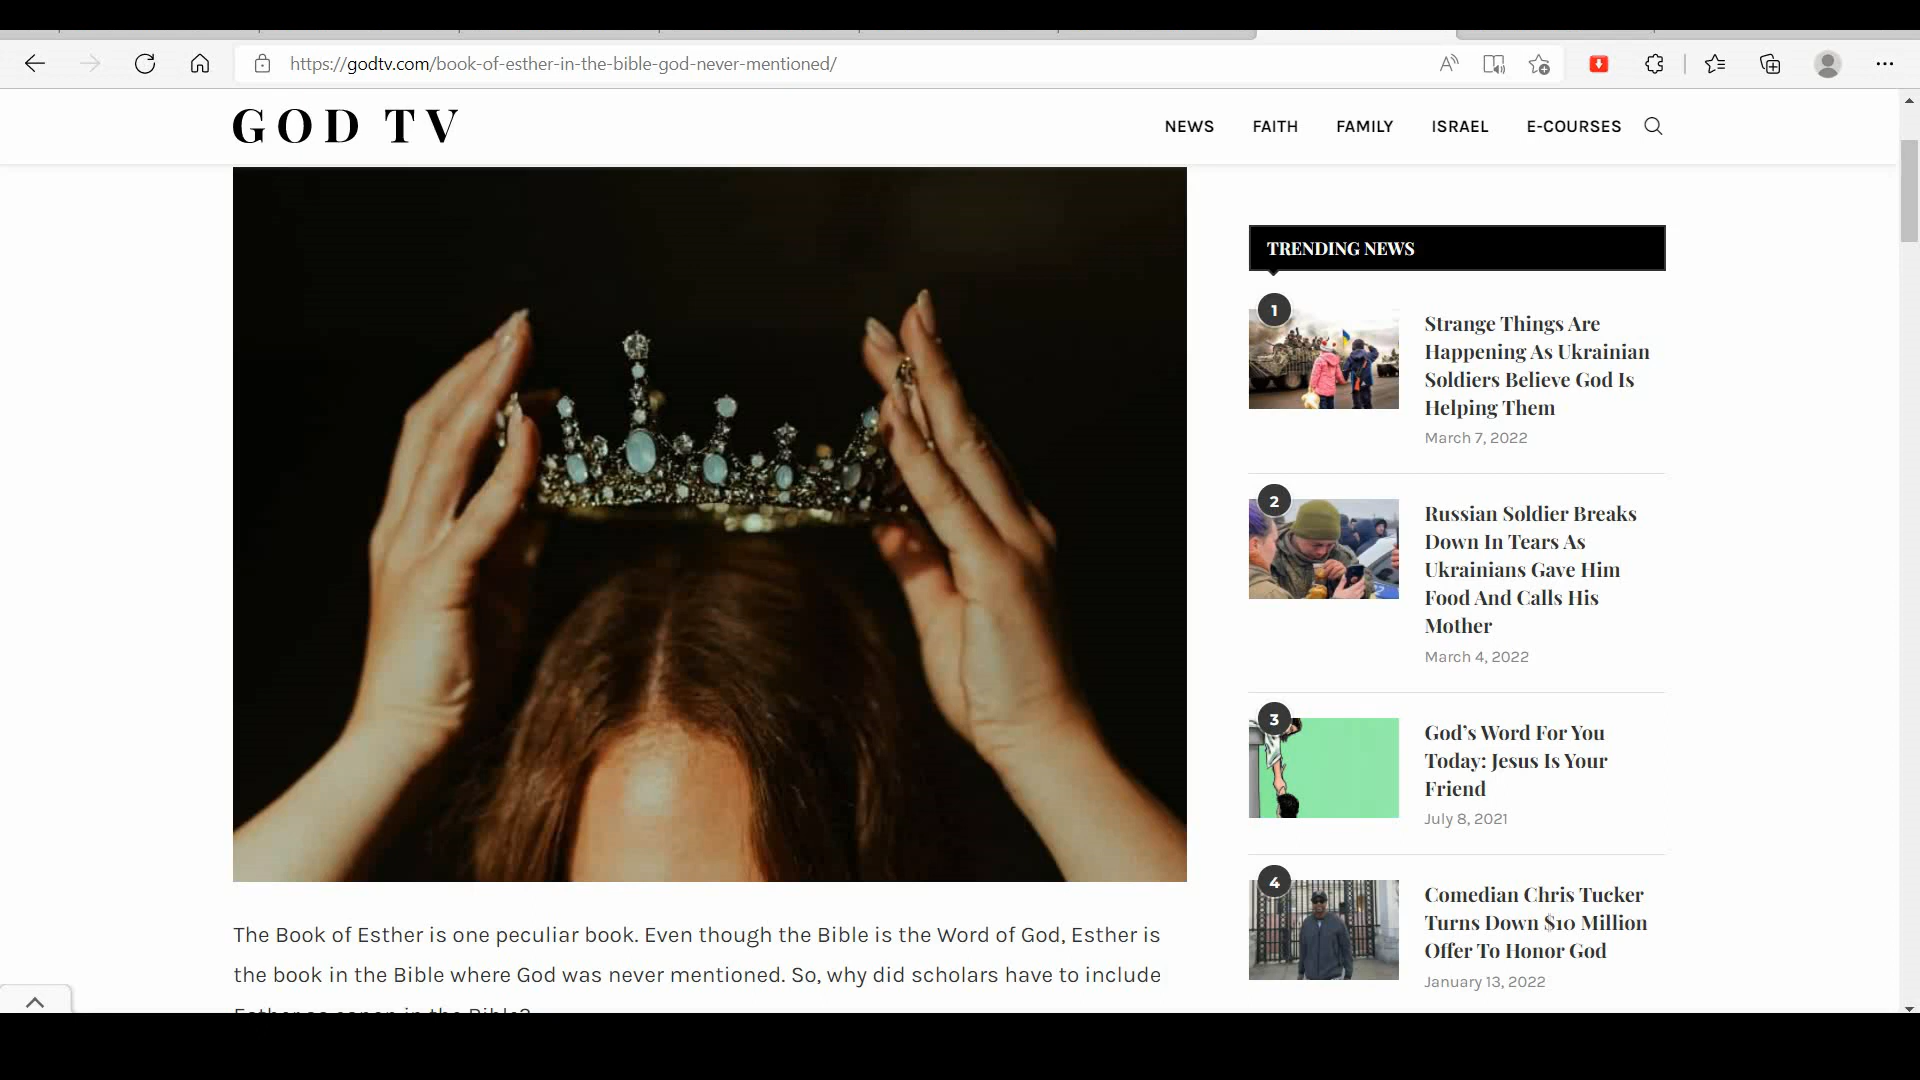 https://godtv.com/book-of-esther-in-the-bible-god-never-mentioned/
GOD TV
NEWS
FAITH
FAMILY
ISRAEL
E-COURSES
TRENDING NEWS
1
Strange Things Are
Happening As Ukrainian
Soldiers Believe God Is
Helping Them
March 7, 2022
2
Russian Soldier Breaks
Down In Tears As
Ukrainians Gave Him
Food And Calls His
Mother
March 4, 2022
3
God's Word For You
Today: Jesus Is Your
Friend
July 8, 2021
4
Comedian Chris Tucker
Turns Down $10 Million
Offer To Honor God
January 13, 2022
The Book of Esther is one peculiar book. Even though the Bible is the Word of God, Esther is
the book in the Bible where God was never mentioned. So, why did scholars have to include
Esther as canon in the Bible?